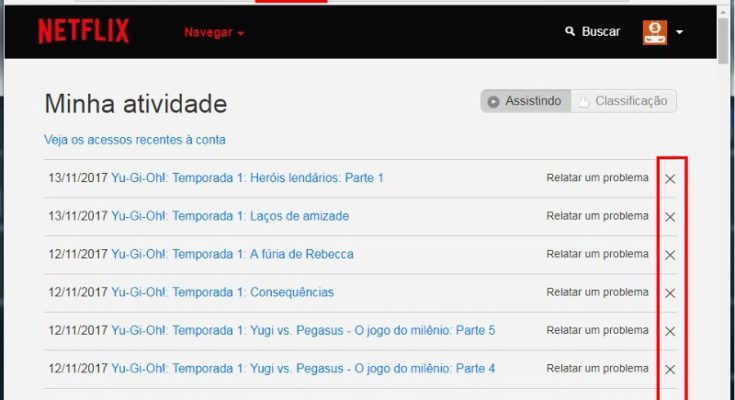 NETFLIX
Navegar
Buscar
Minha atividade
Assistindo
Classificação
Veja os acessos recentes à conta
13/11/2017 Yu-Gi-Oh!: Temporada 1: Heróis lendários: Parte 1 Relatar um problema
13/11/2017 Yu-Gi-Oh!: Temporada 1: Laços de amizade Relatar um problema
12/11/2017 Yu-Gi-Oh!: Temporada 1: A fúria de Rebecca Relatar um problema
12/11/2017 Yu-Gi-Oh!: Temporada 1: Consequências Relatar um problema
12/11/2017 Yu-Gi-Oh!: Temporada 1: Yugi vs. Pegasus - O jogo do milênio: Parte 5 Relatar um problema
12/11/2017 Yu-Gi-Oh!: Temporada 1: Yugi vs. Pegasus - O jogo do milênio: Parte 4 Relatar um problema